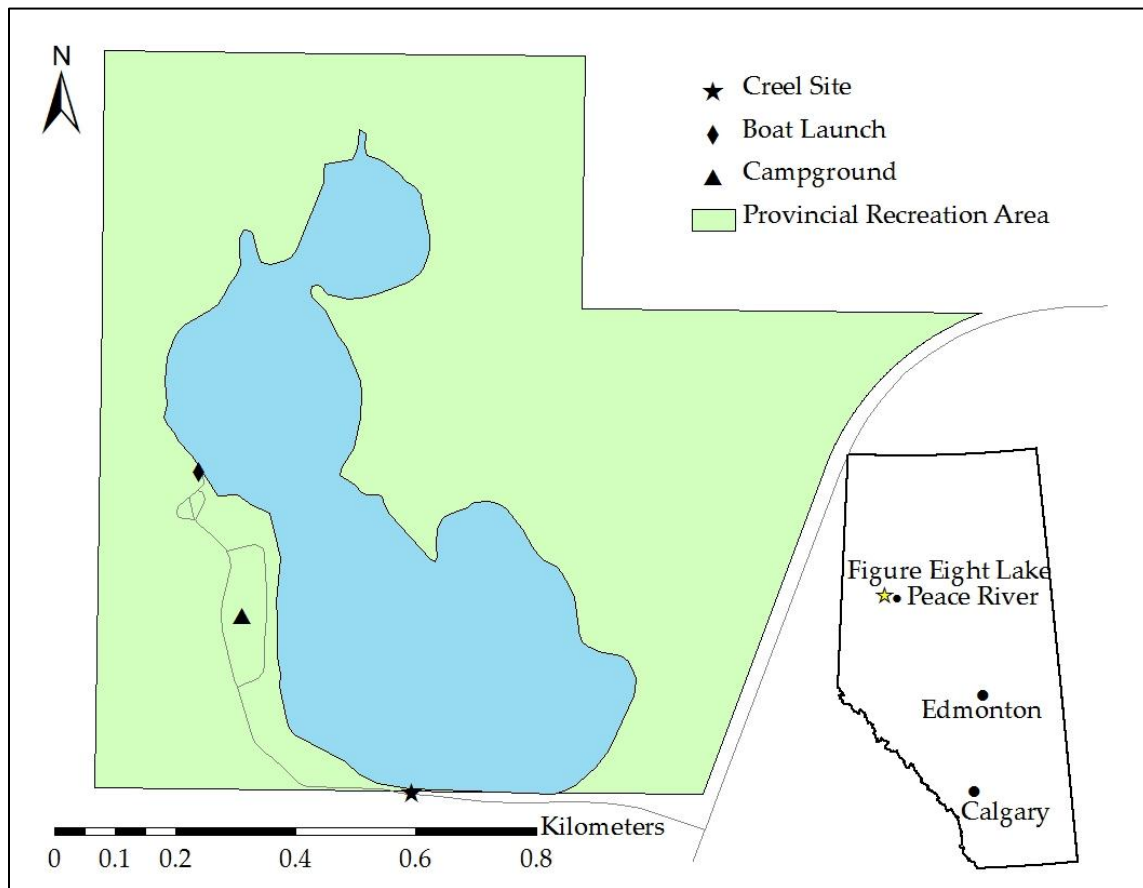 N
Creel Site
Boat Launch
Campground
Provincial Recreation Area
Figure Eight Lake
Peace River
Edmonton
Calgary
Kilometers
0 0.1 0.2 0.4 0.6 0.8